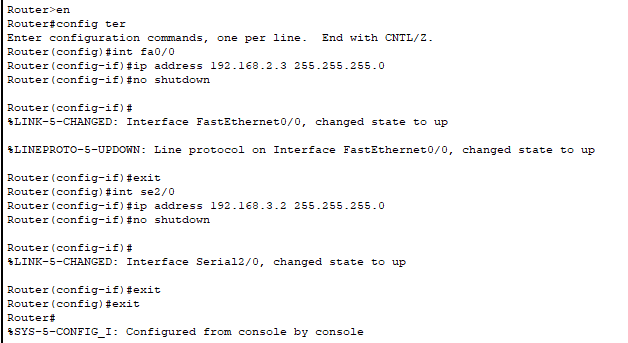 Router>en
Router#config ter
Enter configuration commands, one per line.  End with CNTL/Z.
Router(config)#int fa0/0
Router(config-if)#ip address 192.168.2.3 255.255.255.0
Router(config-if)#no shutdown
Router(config-if)#
%LINK-5-CHANGED: Interface FastEthernet0/0, changed state to up
%LINEPROTO-5-UPDOWN: Line protocol on Interface FastEthernet0/0, changed state to up
Router(config-if)#exit
Router(config)#int se2/0
Router(config-if)#ip address 192.168.3.2 255.255.255.0
Router(config-if)#no shutdown
Router(config-if)#
%LINK-5-CHANGED: Interface Serial2/0, changed state to up
Router(config-if)#exit
Router(config)#exit
Router#
%SYS-5-CONFIG_I: Configured from console by console